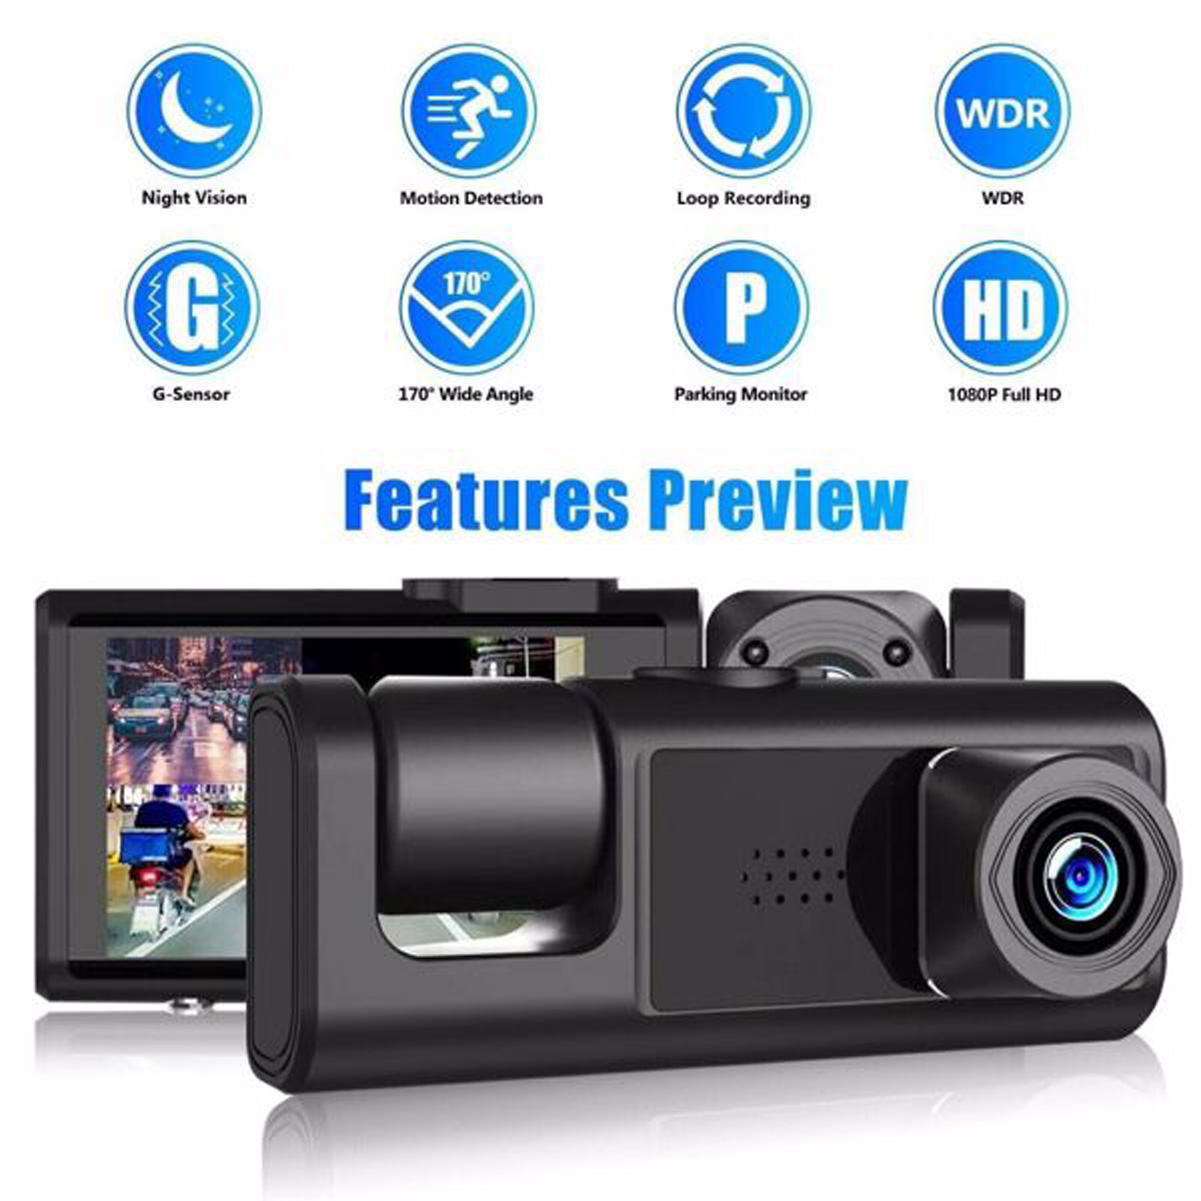 WDR
Night Vision
Motion Detection
Loop Recording
WDR
G
170°
P
HD
G-Sensor
170° Wide Angle
Parking Monitor
1080P Full HD
Features Preview